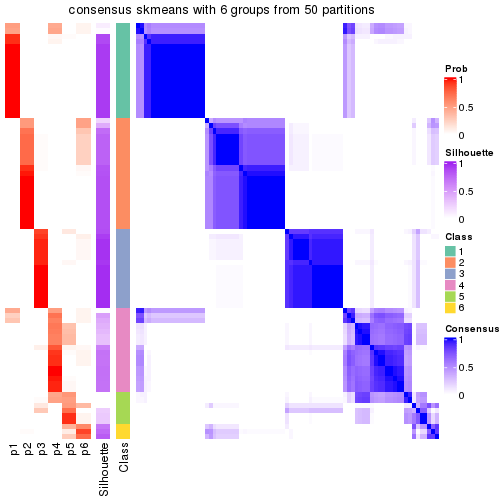 consensus skmeans with 6 groups from 50 partitions
Prob
1
0.5
0
Silhouette
1
0.5
0
Class
1
2
3
4
5
6
Consensus
1
0.5
0
p1
p2
p3
p4
p5
p6
Silhouette
Class